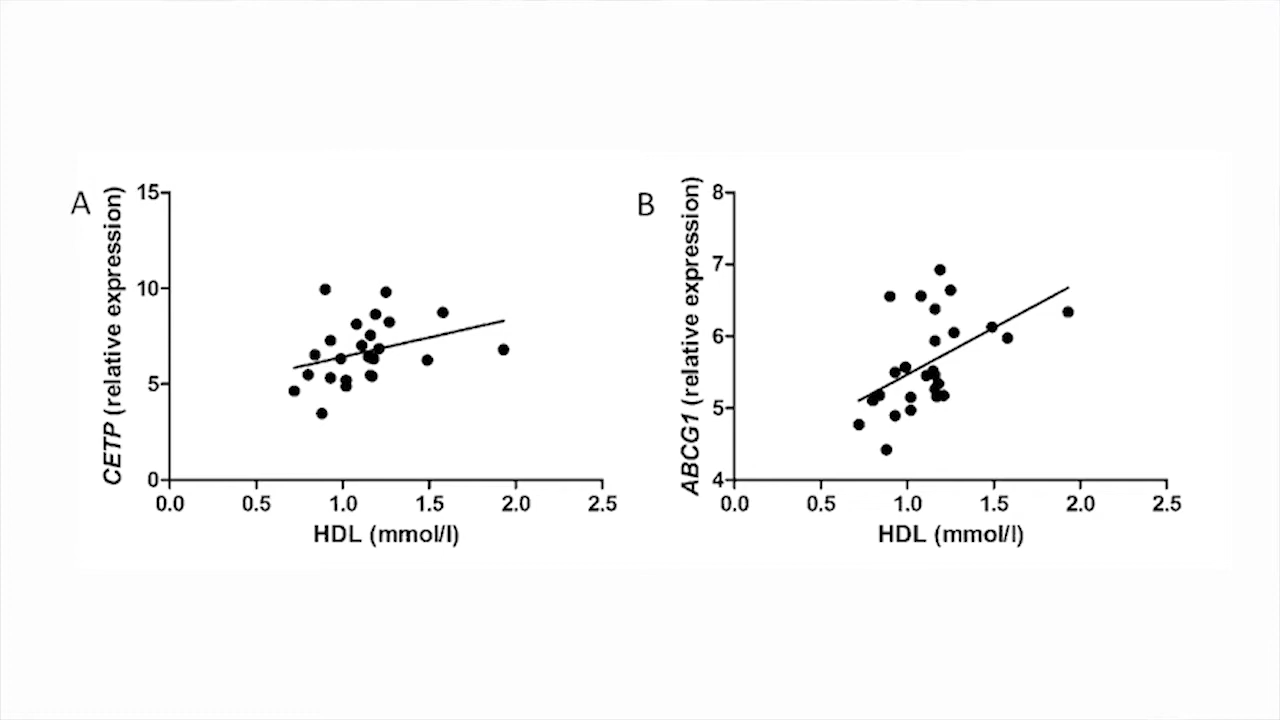 A
CETP (relative expression)
15
10
5
0
0.0 0.5 1.0 1.5 2.0 2.5
HDL (mmol/l)
B
ABCG1 (relative expression)
8
7
6
5
4
0.0 0.5 1.0 1.5 2.0 2.5
HDL (mmol/l)